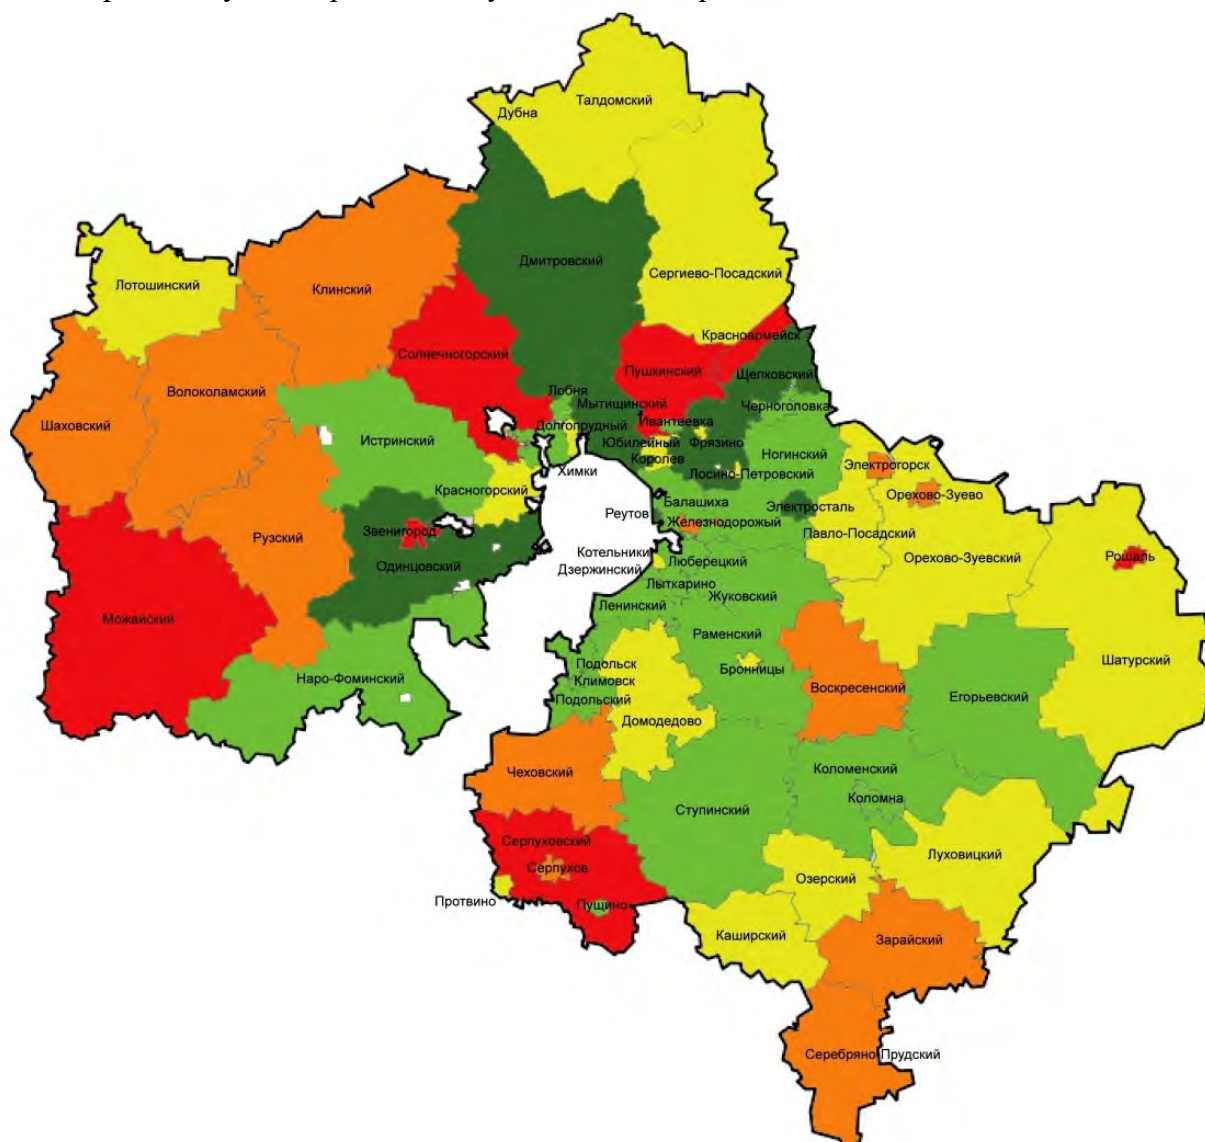 Талдомский
Дубна
Дмитровский
Сергиево-Посадский
Лотошинский
Клинский
Красноармейск
Солнечногорский
Пушкинский
Щелковский
Волоколамский
Лобня
Мытищинский
Черноголовка
Шаховский
Истринский
Долгопрудный
Ивантеевка
Юбилейный
Фрязино
Ногинский
Королев
Электрогорск
Химки
Лосино-Петровский
Красногорский
Орехово-Зуево
Балашиха
Электросталь
Реутов
Железнодорожый
Звенигород
Павло-Посадский
Рузский
Котельники
Люберецкий
Орехово-Зуевский
Рошаль
Одинцовский
Дзержинский
Лыткарино
Жуковский
Ленинский
Можайский
Раменский
Подольск
Бронницы
Шатурский
Наро-Фоминский
Климовск
Воскресенский
Егорьевский
Подольский
Домодедово
Чеховский
Коломенский
Коломна
Ступинский
Серпуховский
Луховицкий
Серпухов
Озерский
Протвино
Пущино
Каширский
Зарайский
Серебряно Прудский